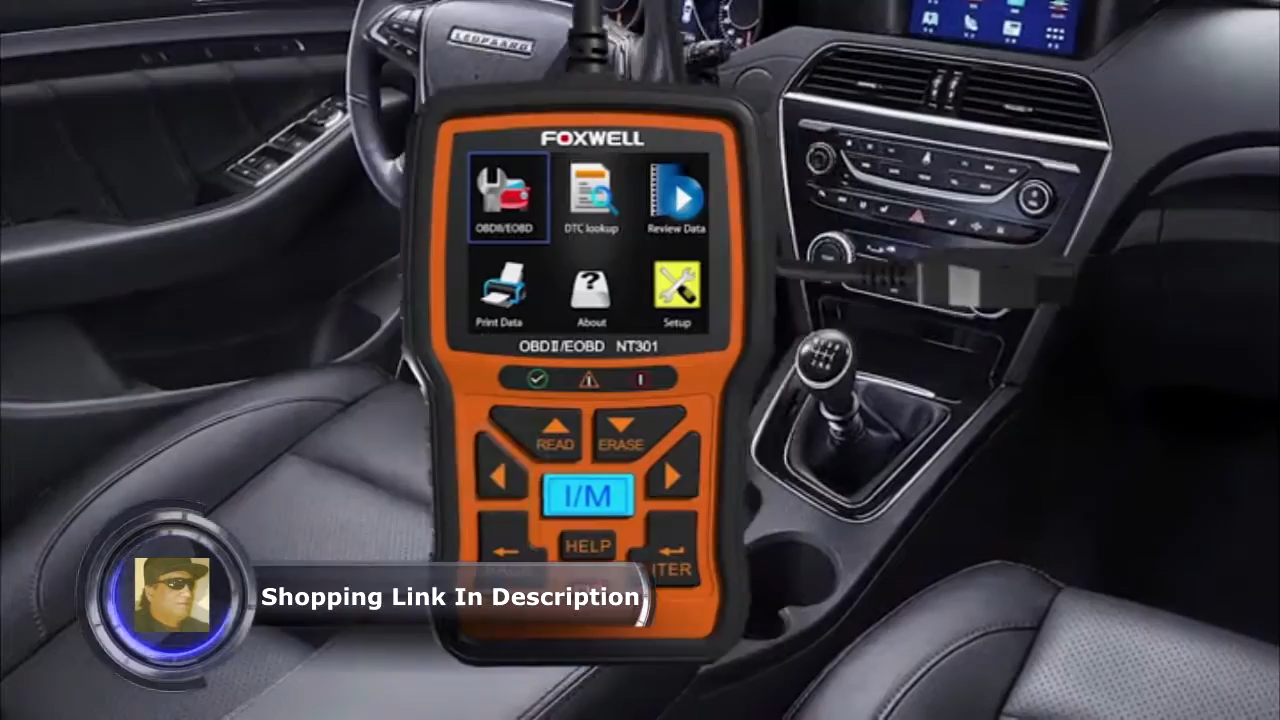 LEOPAARD
FOXWELL
OBDII/EOBD
DTC lookup
Review Data
Print Data
About
Setup
OBDⅡ/EOBD NT301
READ
ERASE
I/M
HELP
Shopping Link In Description